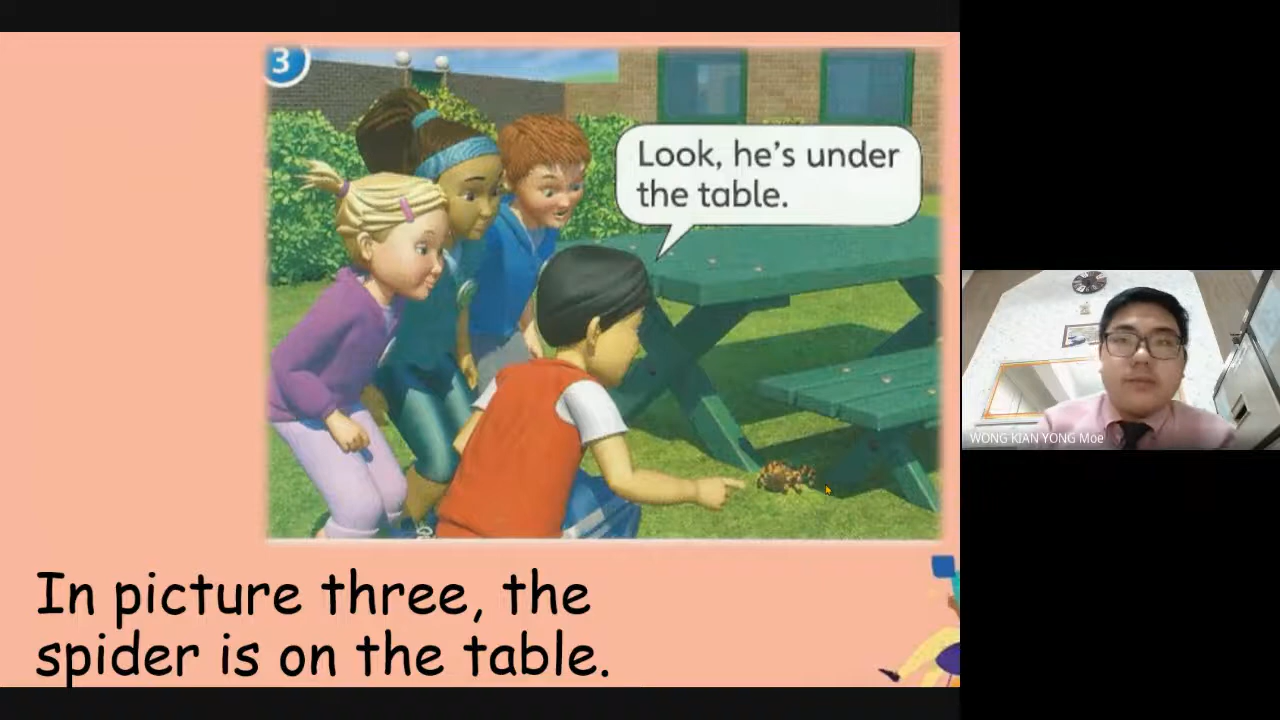 3
Look, he's under
the table.
In picture three, the
spider is on the table.
WONG KIAN YONG Moe